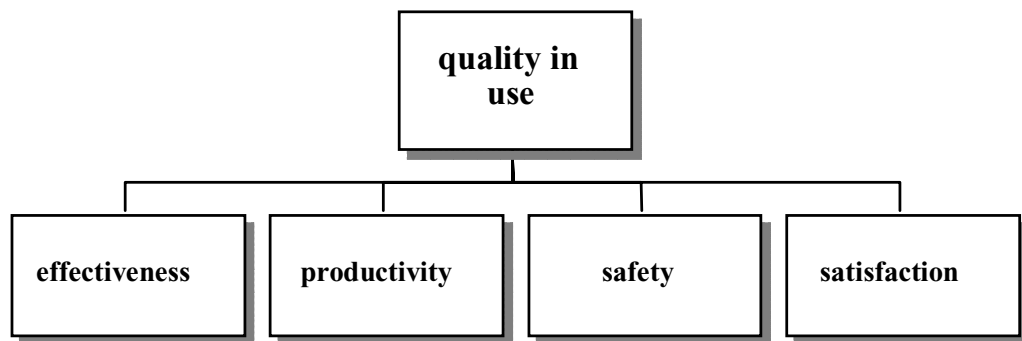 quality in
use
effectiveness
productivity
safety
satisfaction